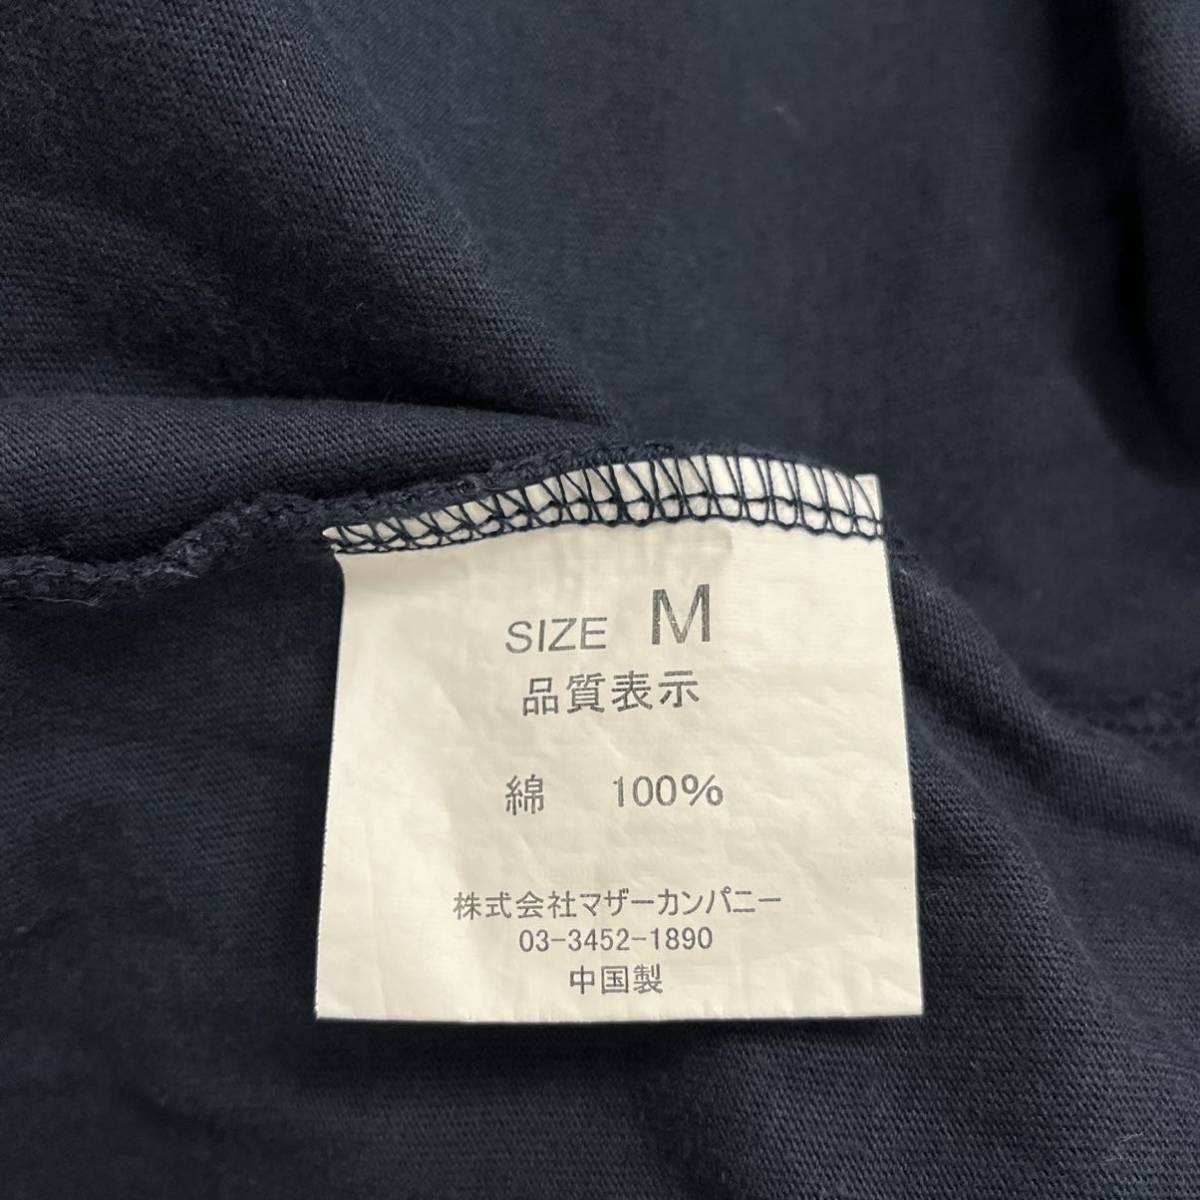 SIZE M
品質表示
綿 100%
株式会社マザーカンパニー
03-3452-1890
中国製